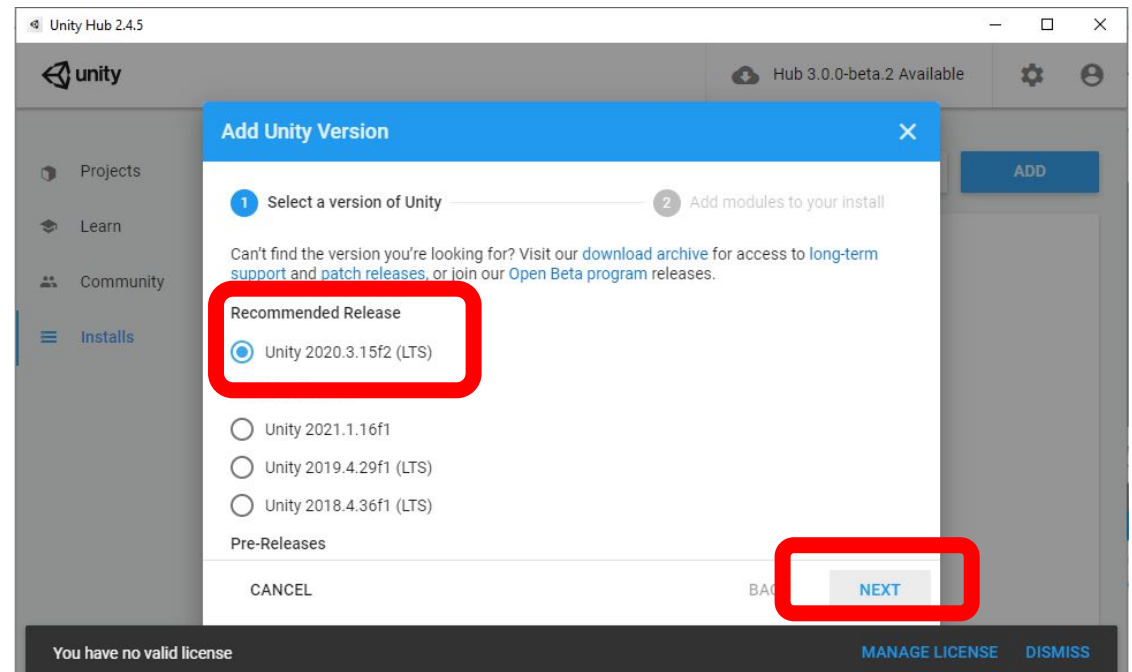 Unity Hub 2.4.5
unity
Hub 3.0.0-beta.2 Available
Add Unity Version
Projects
ADD
1 Select a version of Unity
2 Add modules to your install
Learn
Can't find the version you're looking for? Visit our download archive for access to long-term
support and patch releases, or join our Open Beta program releases.
Community
Recommended Release
Installs
Unity 2020.3.15f2 (LTS)
Unity 2021.1.16f1
Unity 2019.4.29f1 (LTS)
Unity 2018.4.36f1 (LTS)
Pre-Releases
CANCEL
NEXT
You have no valid license
MANAGE LICENSE
DISMISS